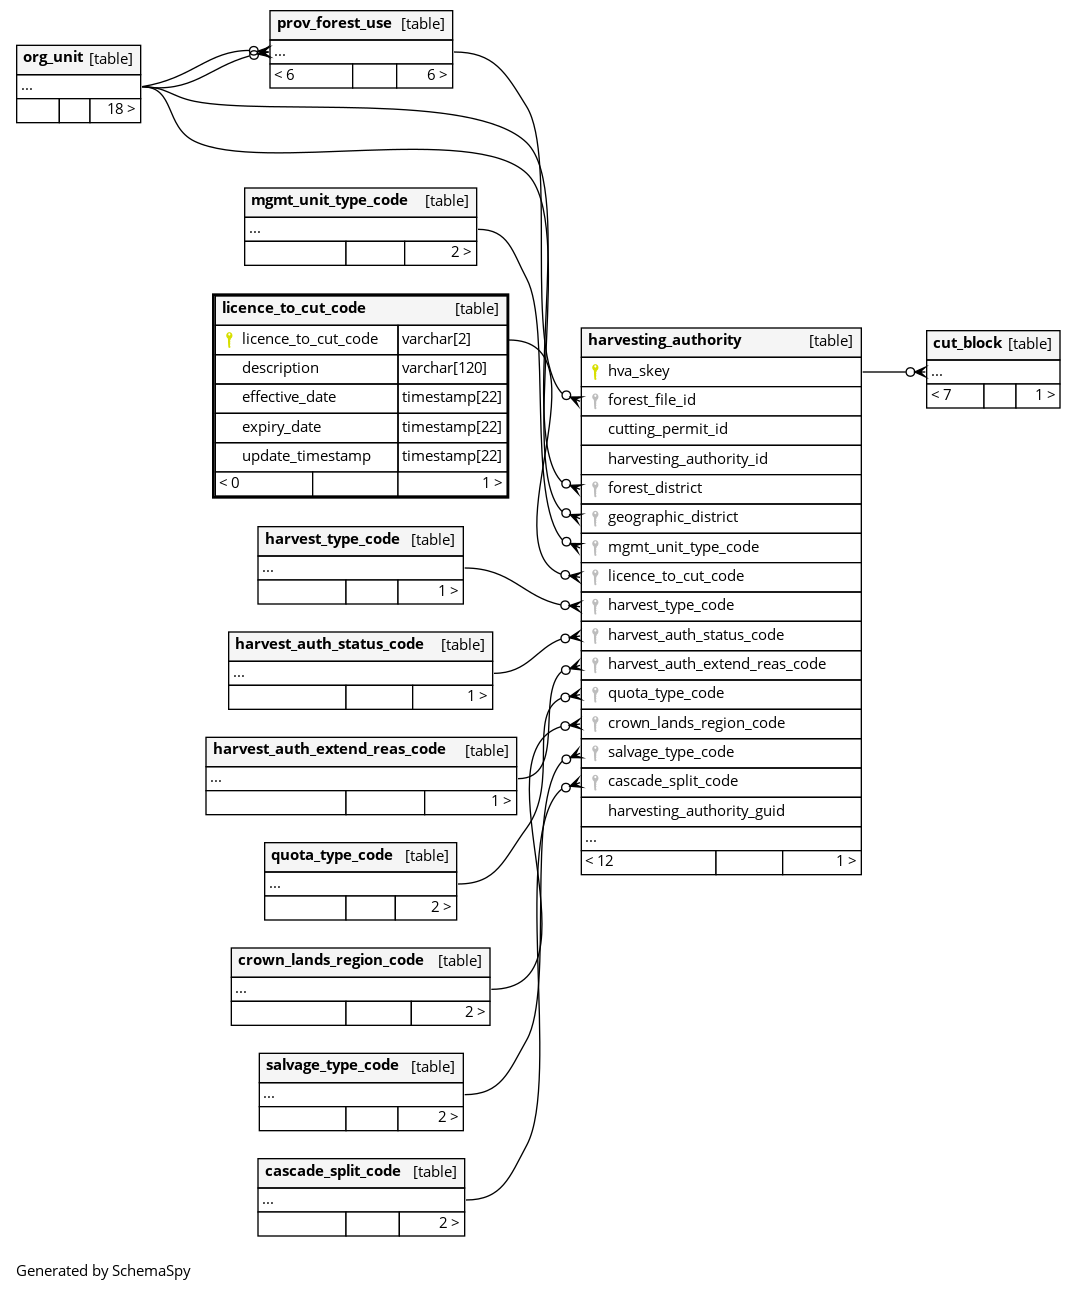 prov_forest_use [table]
...
< 6 6 >
org_unit [table]
...
18 >
mgmt_unit_type_code [table]
...
2 >
licence_to_cut_code [table]
licence_to_cut_code varchar[2]
description varchar[120]
effective_date timestamp[22]
expiry_date timestamp[22]
update_timestamp timestamp[22]
< 0 1 >
harvest_type_code [table]
...
1 >
harvest_auth_status_code [table]
...
1 >
harvest_auth_extend_reas_code [table]
...
1 >
quota_type_code [table]
...
2 >
crown_lands_region_code [table]
...
2 >
salvage_type_code [table]
...
2 >
cascade_split_code [table]
...
2 >
harvesting_authority [table]
hva_skey
forest_file_id
cutting_permit_id
harvesting_authority_id
forest_district
geographic_district
mgmt_unit_type_code
licence_to_cut_code
harvest_type_code
harvest_auth_status_code
harvest_auth_extend_reas_code
quota_type_code
crown_lands_region_code
salvage_type_code
cascade_split_code
harvesting_authority_guid
...
< 12 1 >
cut_block [table]
...
< 7 1 >
Generated by SchemaSpy